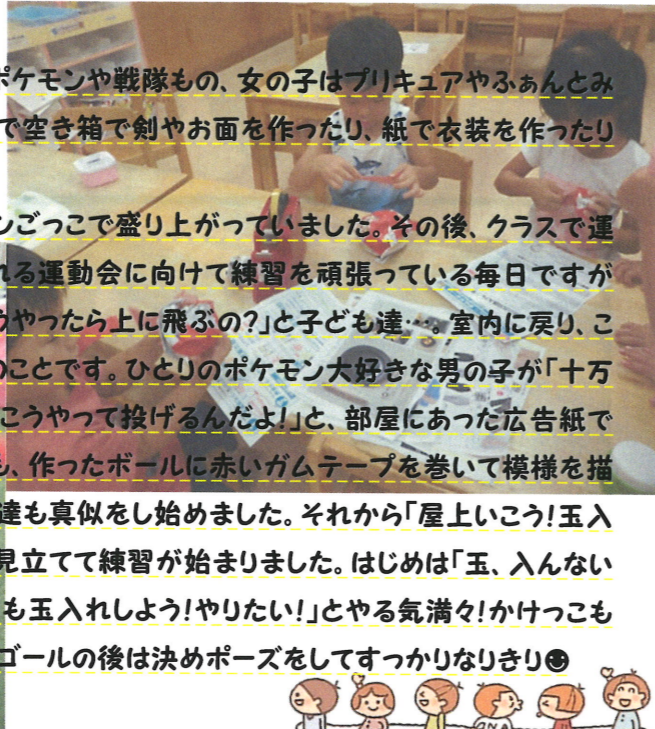 ポケモンや戦隊もの、女の子はプリキュアやふぁんとみ
で空き箱で剣やお面を作ったり、紙で衣装を作ったり
ンごっこで盛り上がっていました。その後、クラスで運
れる運動会に向けて練習を頑張っている毎日ですが
うやったら上に飛ぶの?」と子ども達… 室内に戻り、こ
のことです。ひとりのポケモン大好きな男の子が「十万
こうやって投げるんだよ!」と、部屋にあった広告紙で
も、作ったボールに赤いガムテープを巻いて模様を描
達も真似をし始めました。それから「屋上いこう!玉入
見立てて練習が始まりました。はじめは「玉、入んない
も玉入れしよう!やりたい!」とやる気満々!かけっこも
ゴールの後は決めポーズをしてすっかりなりきり☻